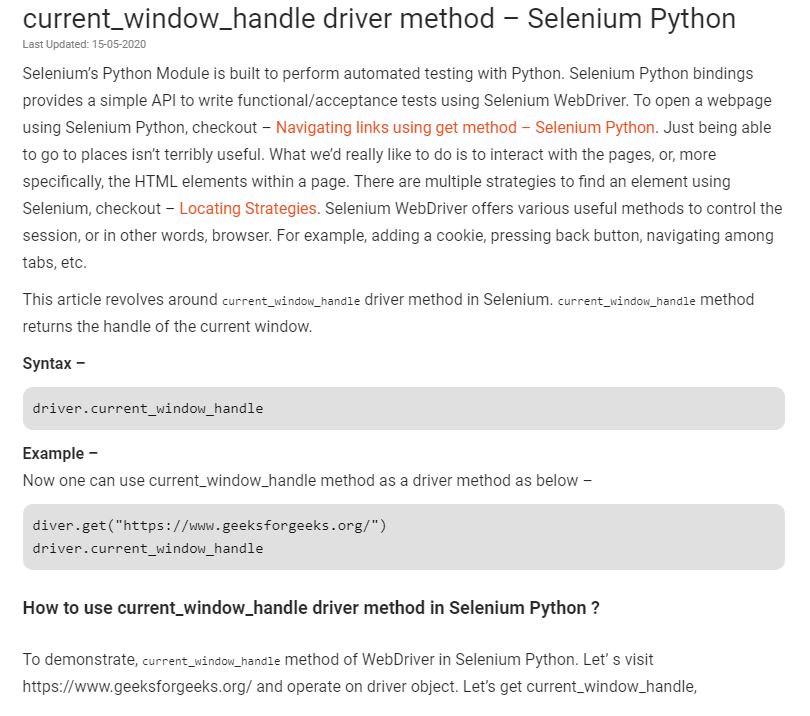 current_window_handle driver method – Selenium Python
Last Updated: 15-05-2020
Selenium's Python Module is built to perform automated testing with Python. Selenium Python bindings
provides a simple API to write functional/acceptance tests using Selenium WebDriver. To open a webpage
using Selenium Python, checkout – Navigating links using get method – Selenium Python. Just being able
to go to places isn't terribly useful. What we'd really like to do is to interact with the pages, or, more
specifically, the HTML elements within a page. There are multiple strategies to find an element using
Selenium, checkout – Locating Strategies. Selenium WebDriver offers various useful methods to control the
session, or in other words, browser. For example, adding a cookie, pressing back button, navigating among
tabs, etc.
This article revolves around current_window_handle driver method in Selenium. current_window_handle method
returns the handle of the current window.
Syntax –
driver.current_window_handle
Example –
Now one can use current_window_handle method as a driver method as below –
diver.get("https://www.geeksforgeeks.org/")
driver.current_window_handle
How to use current_window_handle driver method in Selenium Python ?
To demonstrate, current_window_handle method of WebDriver in Selenium Python. Let' s visit
https://www.geeksforgeeks.org/ and operate on driver object. Let's get current_window_handle,